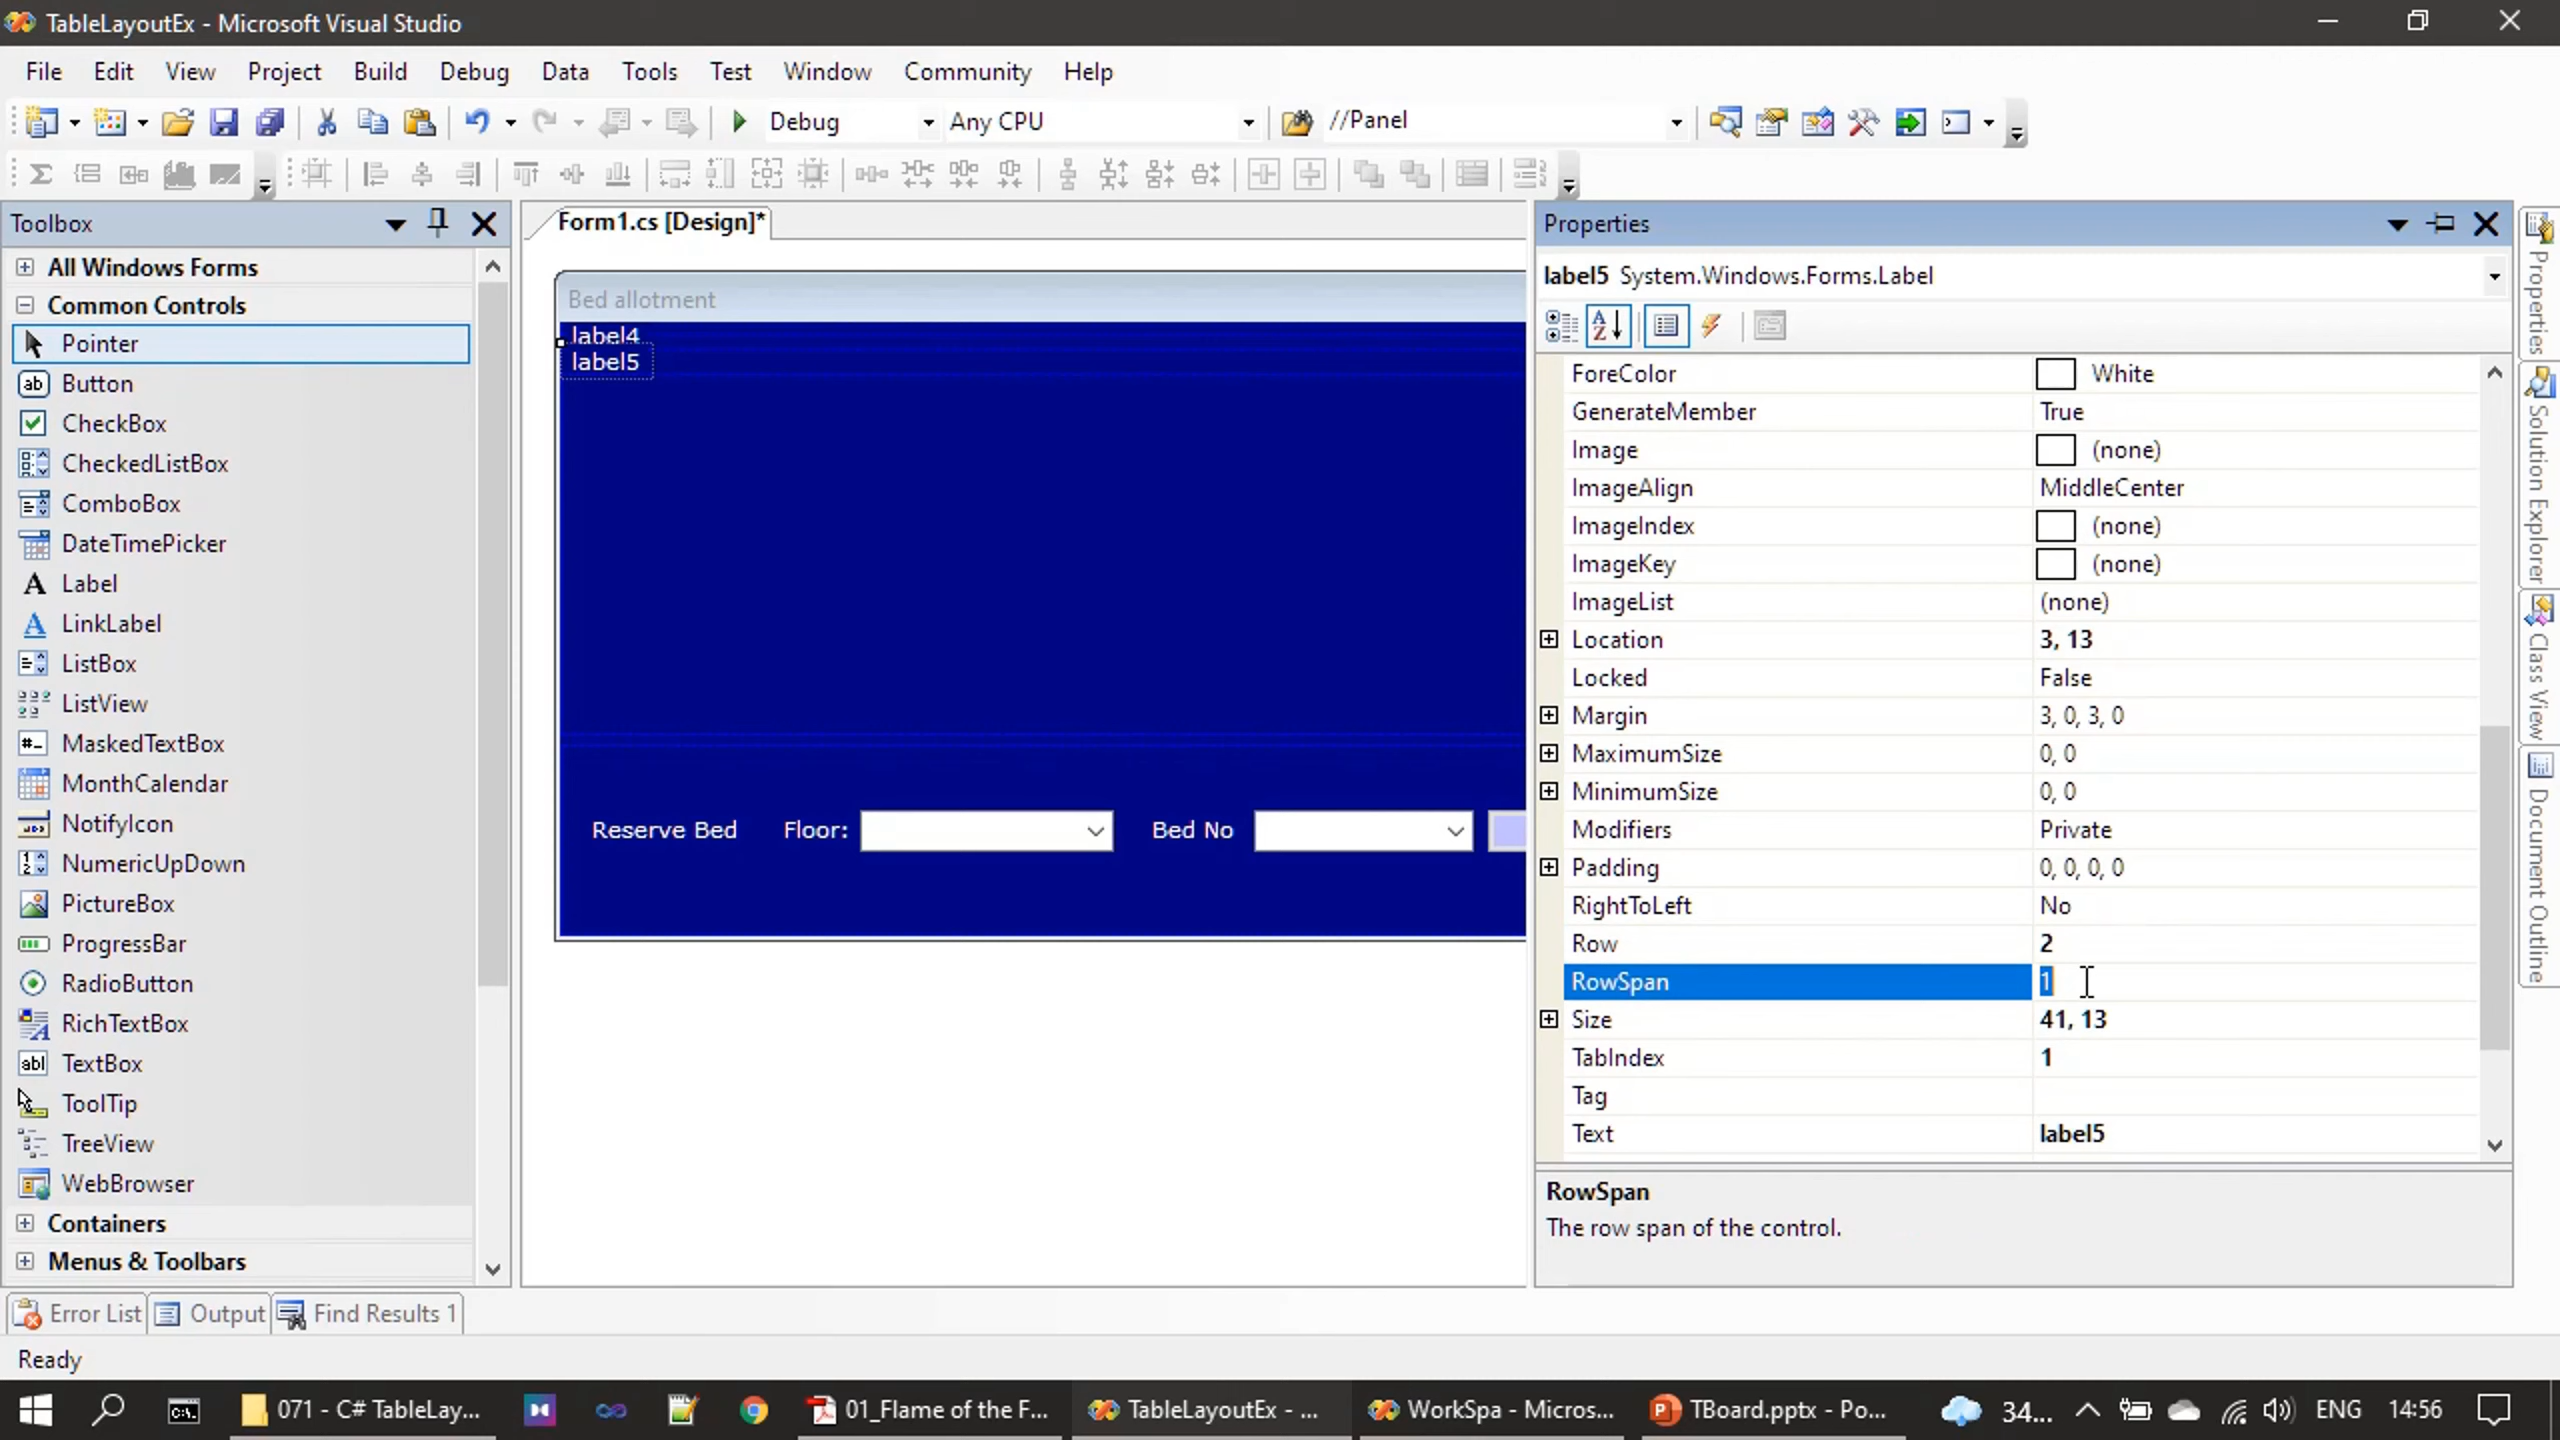 TableLayoutEx - Microsoft Visual Studio
File Edit View Project Build Debug Data Tools Test Window Community Help
Debug Any CPU //Panel
Toolbox
All Windows Forms
Common Controls
Pointer
Button
CheckBox
CheckedListBox
ComboBox
DateTimePicker
Label
LinkLabel
ListBox
ListView
MaskedTextBox
MonthCalendar
NotifyIcon
NumericUpDown
PictureBox
ProgressBar
RadioButton
RichTextBox
TextBox
ToolTip
TreeView
WebBrowser
Containers
Menus & Toolbars
Form1.cs [Design]*
Bed allotment
label4
label5
Reserve Bed Floor: Bed No
Properties
label5 System.Windows.Forms.Label
ForeColor White
GenerateMember True
Image (none)
ImageAlign MiddleCenter
ImageIndex (none)
ImageKey (none)
ImageList (none)
Location 3, 13
Locked False
Margin 3, 0, 3, 0
MaximumSize 0, 0
MinimumSize 0, 0
Modifiers Private
Padding 0, 0, 0, 0
RightToLeft No
Row 2
RowSpan 1
Size 41, 13
TabIndex 1
Tag
Text label5
RowSpan
The row span of the control.
Properties
Solution Explorer
Class View
Document Outline
Error List Output Find Results 1
Ready
071 - C# TableLay... 01_Flame of the F... TableLayoutEx - ... WorkSpa - Micros... TBoard.pptx - Po... 34... ENG 14:56